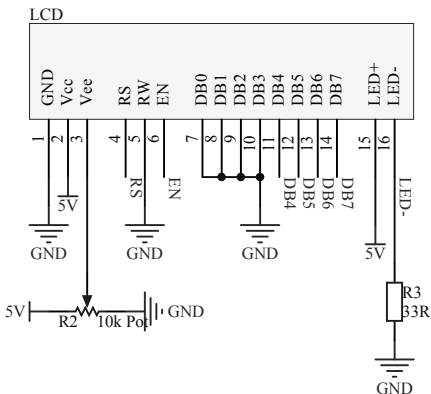 LCD
GND
Vcc
Vee
RS
RW
EN
DB0
DB1
DB2
DB3
DB4
DB5
DB6
DB7
LED+
LED-
1
2
3
4
5
6
7
8
9
10
11
12
13
14
15
16
5V
RS
EN
DB4
DB5
DB6
DB7
LED-
GND
GND
GND
5V
5V
R2
10k Pot
GND
R3
33R
GND